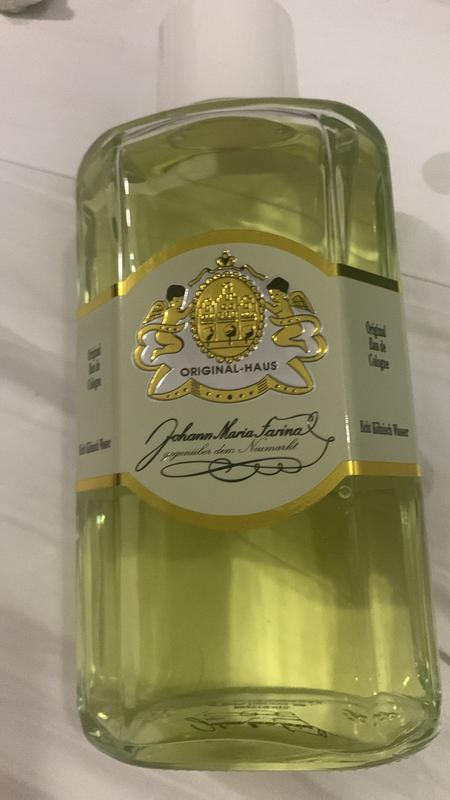 ORIGINAL-HAUS
Johann Maria Farina
gegenüber dem Neumarkt
Original
Eau de
Cologne
Echt Kölnisch Wasser
Original
Eau de
Cologne
Echt Kölnisch Wasser